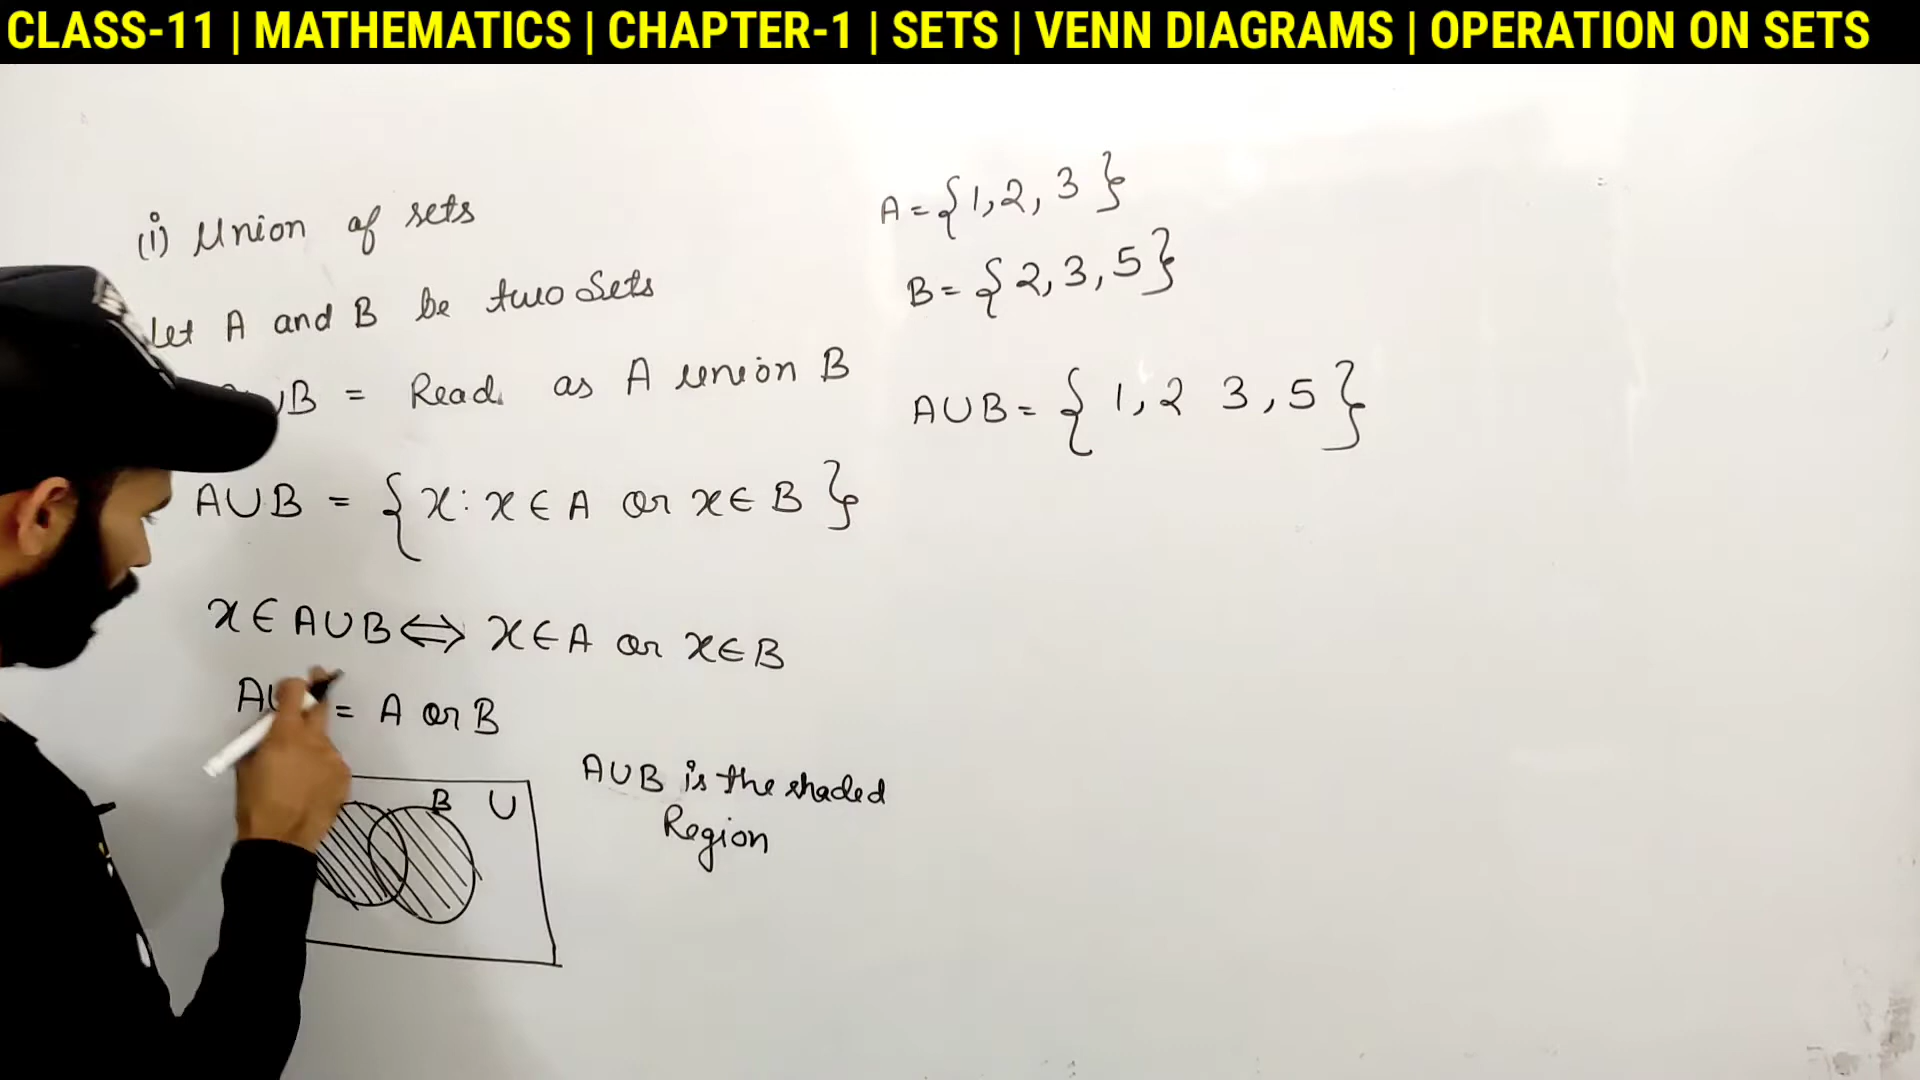 CLASS-11 | MATHEMATICS | CHAPTER-1 | SETS | VENN DIAGRAMS | OPERATION ON SETS
(i) Union of sets
Let A and B be two Sets
∪B = Read as A union B
A∪B = {x: x∈A or x∈B}
x∈A∪B ⇔ x∈A or x∈B
A∪ = A or B
B U
A∪B is the shaded
Region
A={1,2,3}
B={2,3,5}
A∪B={1,2 3,5}